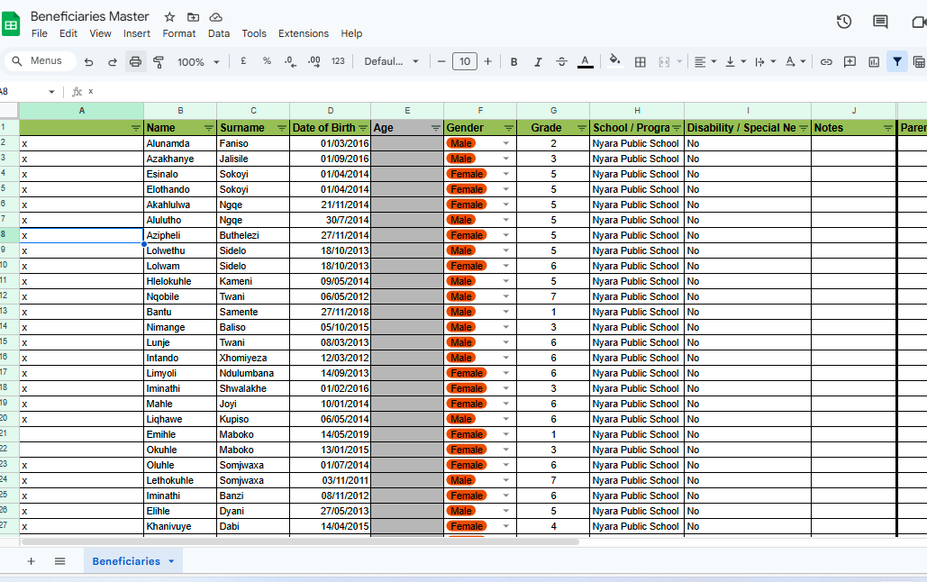 Beneficiaries Master
File Edit View Insert Format Data Tools Extensions Help
Menus 100% £ % .0 .00 123 Defaul... − 10 + B I S A
A8 fx x
A B C D E F G H I J
1 Name Surname Date of Birth Age Gender Grade School / Progra Disability / Special Ne Notes Paren
2 x Alunamda Faniso 01/03/2016 Male 2 Nyara Public School No
3 x Azakhanye Jalisile 01/09/2016 Male 3 Nyara Public School No
4 x Esinalo Sokoyi 01/04/2014 Female 5 Nyara Public School No
5 x Elothando Sokoyi 01/04/2014 Female 5 Nyara Public School No
6 x Akahlulwa Ngqe 21/11/2014 Female 5 Nyara Public School No
7 x Alulutho Ngqe 30/7/2014 Male 5 Nyara Public School No
8 x Azipheli Buthelezi 27/11/2014 Female 5 Nyara Public School No
9 x Lolwethu Sidelo 18/10/2013 Male 5 Nyara Public School No
10 x Lolwam Sidelo 18/10/2013 Female 6 Nyara Public School No
11 x Hlelokuhle Kameni 09/05/2014 Male 5 Nyara Public School No
12 x Nqobile Twani 06/05/2012 Male 7 Nyara Public School No
13 x Bantu Samente 27/11/2018 Male 1 Nyara Public School No
14 x Nimange Baliso 05/10/2015 Male 3 Nyara Public School No
15 x Lunje Twani 08/03/2013 Male 6 Nyara Public School No
16 x Intando Xhomiyeza 12/03/2012 Male 6 Nyara Public School No
17 x Limyoli Ndulumbana 14/09/2013 Female 6 Nyara Public School No
18 x Iminathi Shwalakhe 01/02/2016 Female 3 Nyara Public School No
19 x Mahle Joyi 10/01/2014 Female 6 Nyara Public School No
20 x Liqhawe Kupiso 06/05/2014 Male 6 Nyara Public School No
21 Emihle Maboko 14/05/2019 Female 1 Nyara Public School No
22 Okuhle Maboko 13/01/2015 Female 3 Nyara Public School No
23 x Oluhle Somjwaxa 01/07/2014 Female 6 Nyara Public School No
24 x Lethokuhle Somjwaxa 03/11/2011 Male 7 Nyara Public School No
25 x Iminathi Banzi 08/11/2012 Female 6 Nyara Public School No
26 x Elihle Dyani 27/05/2013 Male 5 Nyara Public School No
27 x Khanivuye Dabi 14/04/2015 Female 4 Nyara Public School No
+ Beneficiaries